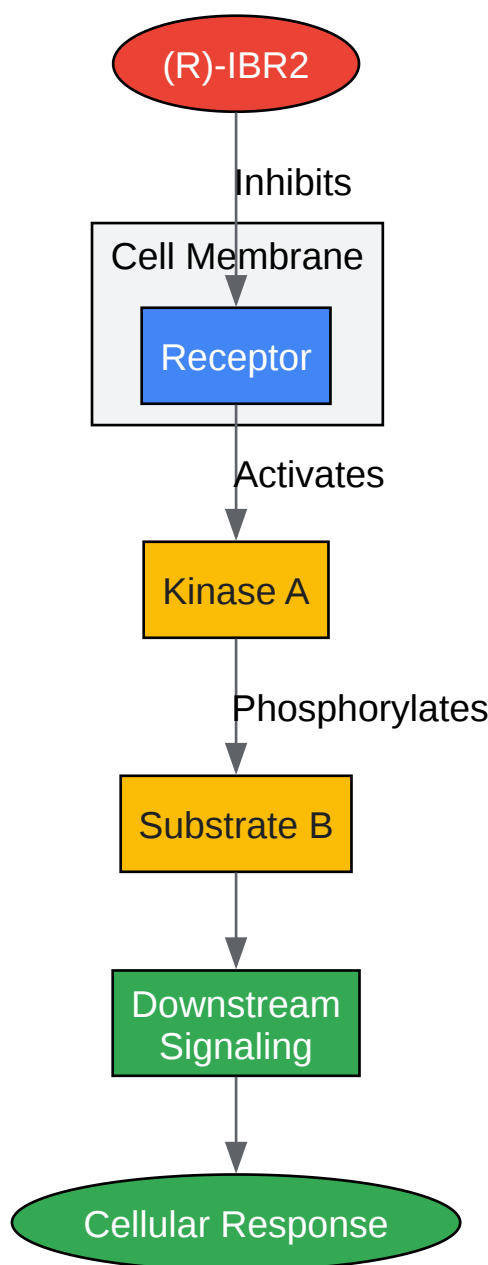 (R)-IBR2
Inhibits
Cell Membrane
Receptor
Activates
Kinase A
Phosphorylates
Substrate B
Downstream
Signaling
Cellular Response